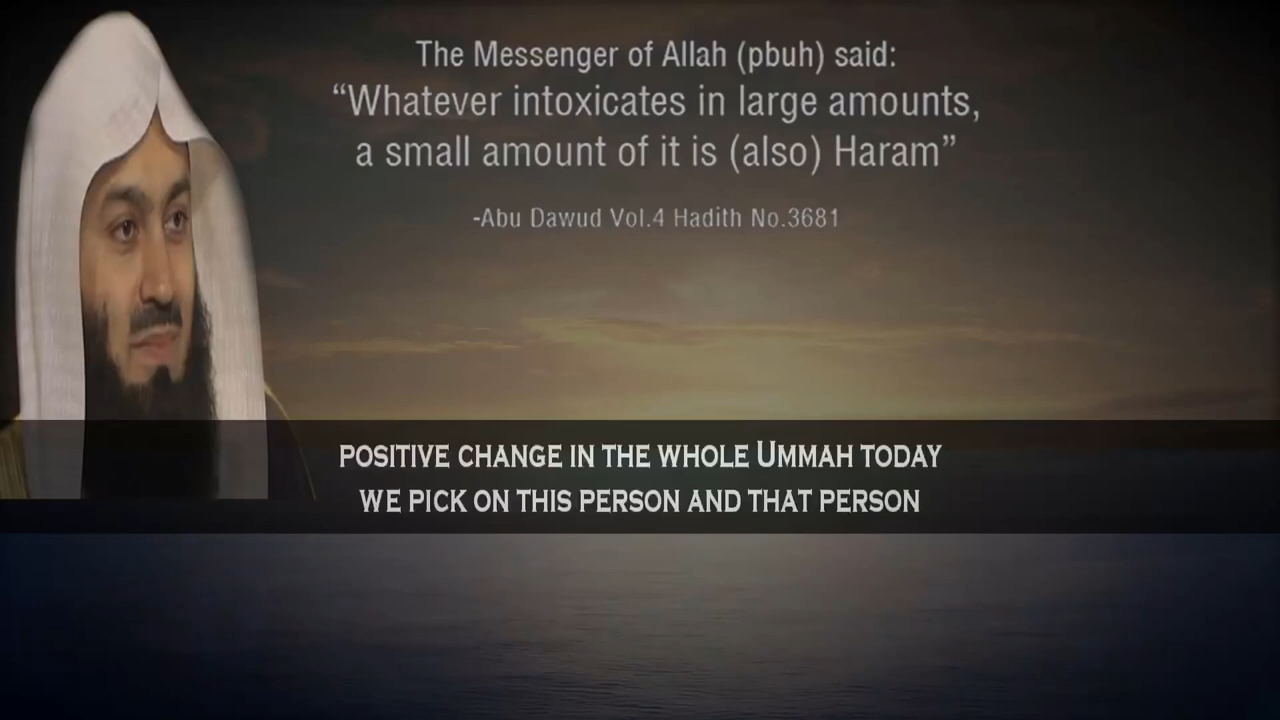 The Messenger of Allah (pbuh) said:
“Whatever intoxicates in large amounts,
a small amount of it is (also) Haram”
-Abu Dawud Vol.4 Hadith No.3681
POSITIVE CHANGE IN THE WHOLE UMMAH TODAY
WE PICK ON THIS PERSON AND THAT PERSON